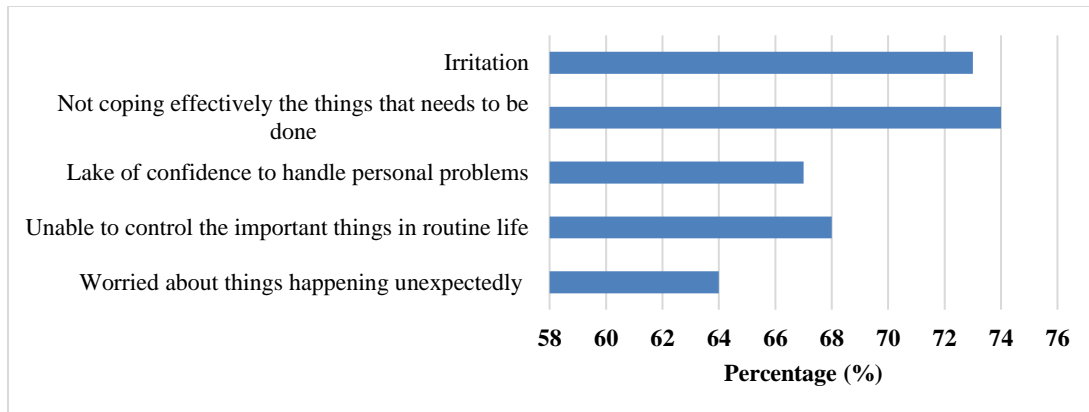 Irritation
Not coping effectively the things that needs to be
done
Lake of confidence to handle personal problems
Unable to control the important things in routine life
Worried about things happening unexpectedly
58 60 62 64 66 68 70 72 74 76
Percentage (%)